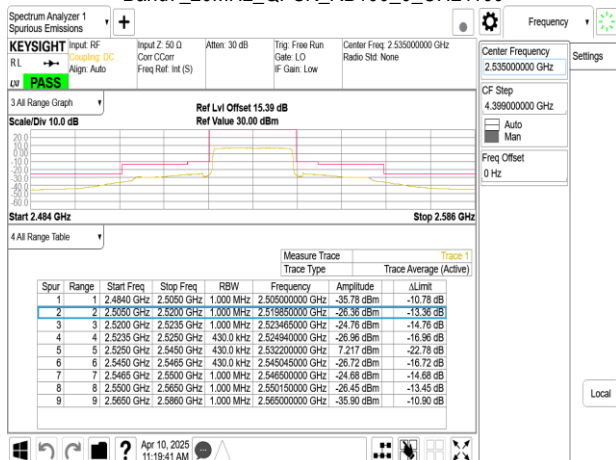 Spectrum Analyzer 1
Spurious Emissions
Frequency
KEYSIGHT Input: RF Input Z: 50 Ω Atten: 30 dB Trig: Free Run Center Freq: 2.535000000 GHz
RL Coupling: DC Corr CCorr Gate: LO Radio Std: None
Align: Auto Freq Ref: Int (S) IF Gain: Low
LXI PASS
3 All Range Graph
Ref Lvl Offset 15.39 dB
Scale/Div 10.0 dB Ref Value 30.00 dBm
20.0
10.0
0.00
-10.0
-20.0
-30.0
-40.0
-50.0
-60.0
Start 2.484 GHz Stop 2.586 GHz
4 All Range Table
Measure Trace Trace 1
Trace Type Trace Average (Active)
Spur Range Start Freq Stop Freq RBW Frequency Amplitude ΔLimit
1 1 2.4840 GHz 2.5050 GHz 1.000 MHz 2.505000000 GHz -35.78 dBm -10.78 dB
2 2 2.5050 GHz 2.5200 GHz 1.000 MHz 2.519850000 GHz -26.36 dBm -13.36 dB
3 3 2.5200 GHz 2.5235 GHz 1.000 MHz 2.523465000 GHz -24.76 dBm -14.76 dB
4 4 2.5235 GHz 2.5250 GHz 430.0 kHz 2.524940000 GHz -26.96 dBm -16.96 dB
5 5 2.5250 GHz 2.5450 GHz 430.0 kHz 2.532200000 GHz 7.217 dBm -22.78 dB
6 6 2.5450 GHz 2.5465 GHz 430.0 kHz 2.545045000 GHz -26.72 dBm -16.72 dB
7 7 2.5465 GHz 2.5500 GHz 1.000 MHz 2.546500000 GHz -24.68 dBm -14.68 dB
8 8 2.5500 GHz 2.5650 GHz 1.000 MHz 2.550150000 GHz -26.45 dBm -13.45 dB
9 9 2.5650 GHz 2.5860 GHz 1.000 MHz 2.565000000 GHz -35.90 dBm -10.90 dB
Apr 10, 2025
11:19:41 AM
Center Frequency
2.535000000 GHz
CF Step
4.399000000 GHz
Auto
Man
Freq Offset
0 Hz
Settings
Local